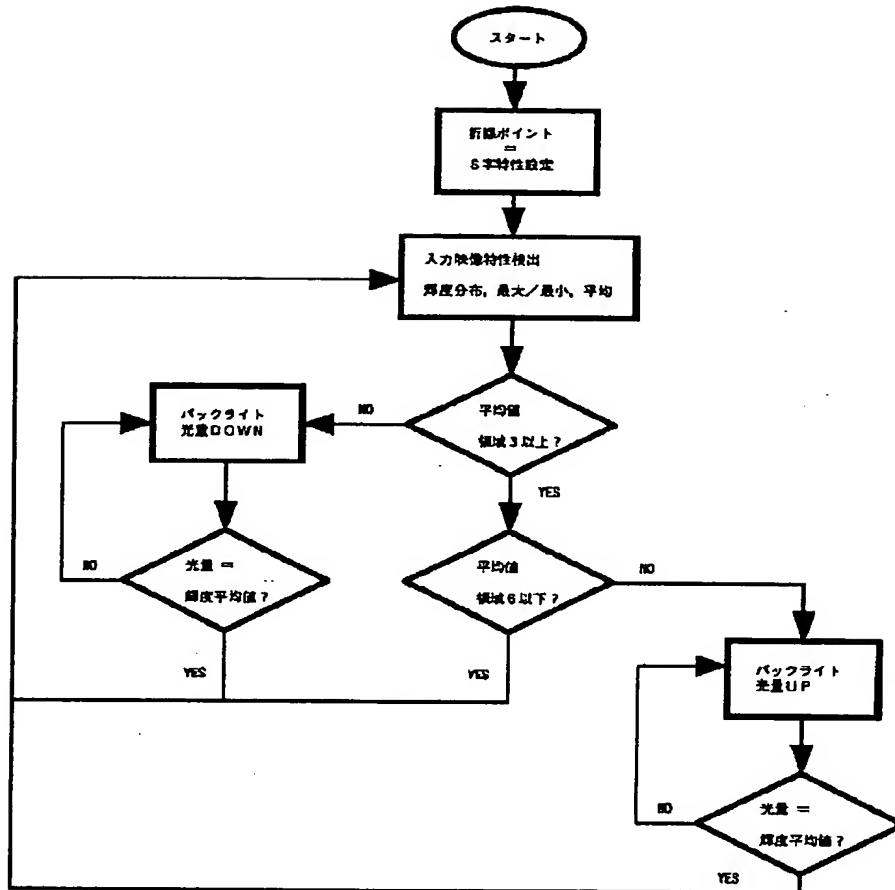 スタート
折線ポイント
＝
S字特性設定
入力映像特性検出
輝度分布，最大／最小，平均
平均値
領域3以上？
NO
YES
バックライト
光量DOWN
光量 ＝
輝度平均値？
NO
YES
平均値
領域6以下？
NO
YES
バックライト
光量UP
光量 ＝
輝度平均値？
NO
YES